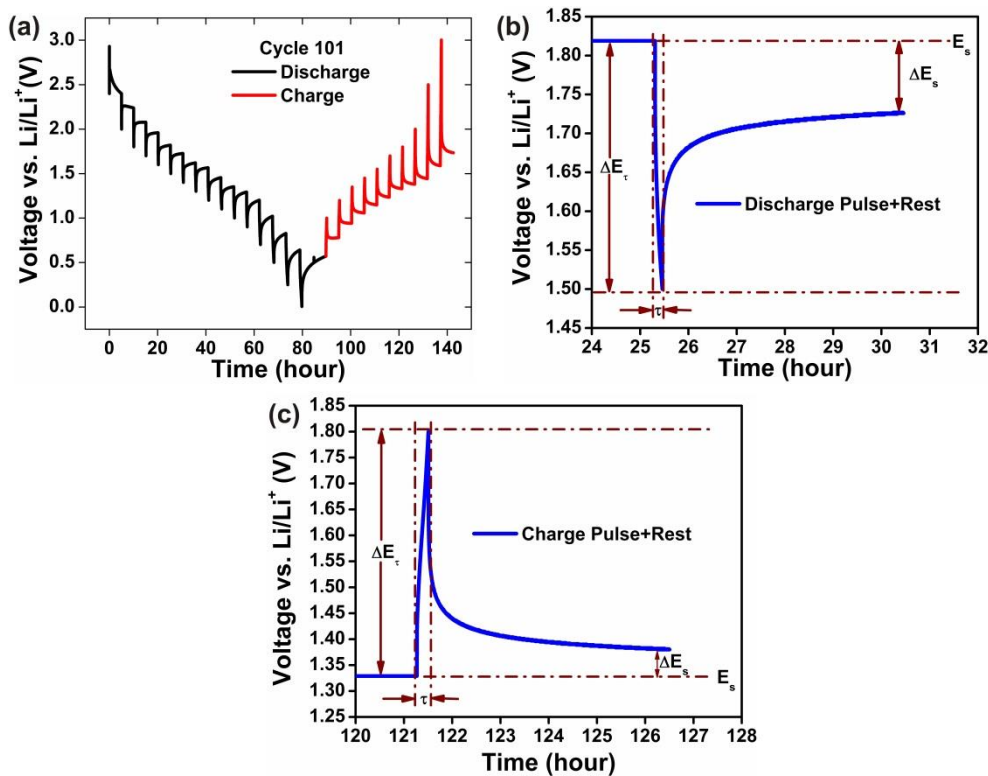 (a)
Cycle 101
Discharge
Charge
Voltage vs. Li/Li⁺ (V)
3.0
2.5
2.0
1.5
1.0
0.5
0.0
0 20 40 60 80 100 120 140
Time (hour)
(b)
Voltage vs. Li/Li⁺ (V)
1.85
1.80
1.75
1.70
1.65
1.60
1.55
1.50
1.45
Eₛ
ΔEₛ
ΔE_τ
Discharge Pulse+Rest
τ
24 25 26 27 28 29 30 31 32
Time (hour)
(c)
Voltage vs. Li/Li⁺ (V)
1.85
1.80
1.75
1.70
1.65
1.60
1.55
1.50
1.45
1.40
1.35
1.30
1.25
Charge Pulse+Rest
ΔE_τ
ΔEₛ
Eₛ
τ
120 121 122 123 124 125 126 127 128
Time (hour)